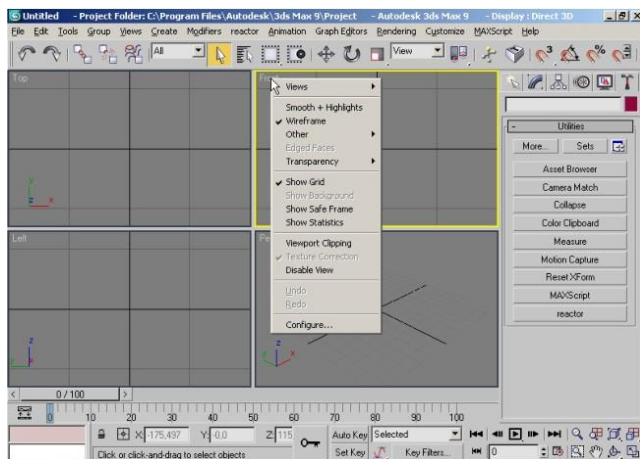 Untitled - Project Folder: C:\Program Files\Autodesk\3ds Max 9\Project - Autodesk 3ds Max 9 - Display : Direct 3D
File Edit Tools Group Views Create Modifiers reactor Animation Graph Editors Rendering Customize MAXScript Help
All View
Top
Front
Views
Smooth + Highlights
Wireframe
Other
Edged Faces
Transparency
Show Grid
Show Background
Show Safe Frame
Show Statistics
Viewport Clipping
Texture Correction
Disable View
Undo
Redo
Configure...
Left
Utilities
More... Sets
Asset Browser
Camera Match
Collapse
Color Clipboard
Measure
Motion Capture
Reset XForm
MAXScript
reactor
0 / 100
0 10 20 30 40 50 60 70 80 90 100
X: -175,497 Y: -0,0 Z: 115 Auto Key Selected
Click or click-and-drag to select objects Set Key Key Filters... 0